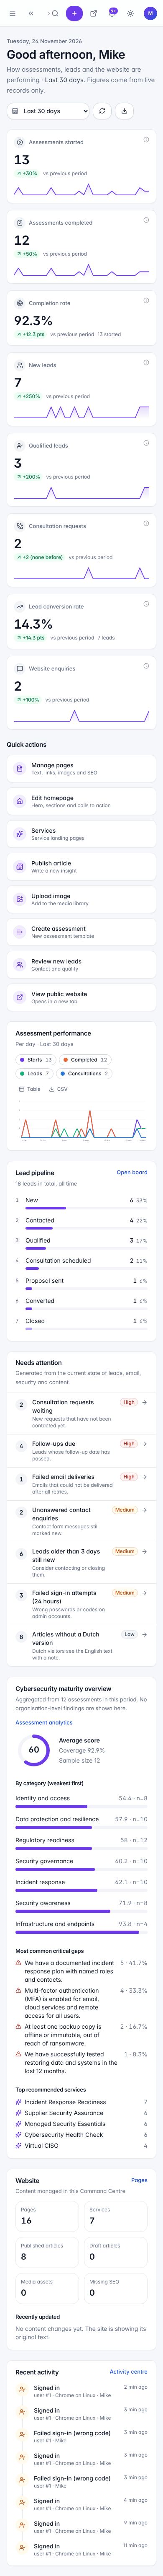 9+
M
Tuesday, 24 November 2026
Good afternoon, Mike
How assessments, leads and the website are
performing · Last 30 days. Figures come from live
records only.
Last 30 days
Assessments started
13
+30% vs previous period
Assessments completed
12
+50% vs previous period
Completion rate
92.3%
+12.3 pts vs previous period 13 started
New leads
7
+250% vs previous period
Qualified leads
3
+200% vs previous period
Consultation requests
2
+2 (none before) vs previous period
Lead conversion rate
14.3%
+14.3 pts vs previous period 7 leads
Website enquiries
2
+100% vs previous period
Quick actions
Manage pages
Text, links, images and SEO
Edit homepage
Hero, sections and calls to action
Services
Service landing pages
Publish article
Write a new insight
Upload image
Add to the media library
Create assessment
New assessment template
Review new leads
Contact and qualify
View public website
Opens in a new tab
Assessment performance
Per day · Last 30 days
Starts 13 Completed 12
Leads 7 Consultations 2
Table CSV
Lead pipeline Open board
18 leads in total, all time
1 New 6 33%
2 Contacted 4 22%
3 Qualified 3 17%
4 Consultation scheduled 2 11%
5 Proposal sent 1 6%
6 Converted 1 6%
7 Closed 1 6%
Needs attention
Generated from the current state of leads, email,
security and content.
2 Consultation requests waiting High
New requests that have not been
contacted yet.
4 Follow-ups due High
Leads whose follow-up date has
passed.
1 Failed email deliveries High
Emails that could not be delivered
after all retries.
2 Unanswered contact enquiries Medium
Contact form messages still
marked new.
6 Leads older than 3 days still new Medium
Consider contacting or closing
them.
3 Failed sign-in attempts (24 hours) Medium
Wrong passwords or codes on
admin accounts.
8 Articles without a Dutch version Low
Dutch visitors see the English text
with a note.
Cybersecurity maturity overview
Aggregated from 12 assessments in this period. No
organisation-level findings are shown here.
Assessment analytics
60
Average score
Coverage 92.9%
Sample size 12
By category (weakest first)
Identity and access 54.4 · n=8
Data protection and resilience 57.9 · n=10
Regulatory readiness 58 · n=12
Security governance 60.2 · n=10
Incident response 62.1 · n=10
Security awareness 71.9 · n=8
Infrastructure and endpoints 93.8 · n=4
Most common critical gaps
We have a documented incident 5 · 41.7%
response plan with named roles
and contacts.
Multi-factor authentication 4 · 33.3%
(MFA) is enabled for email,
cloud services and remote
access for all users.
At least one backup copy is 2 · 16.7%
offline or immutable, out of
reach of ransomware.
We have successfully tested 1 · 8.3%
restoring data and systems in the
last 12 months.
Top recommended services
Incident Response Readiness 7
Supplier Security Assurance 6
Managed Security Essentials 6
Cybersecurity Health Check 6
Virtual CISO 4
Website Pages
Content managed in this Command Centre
Pages
16
Services
7
Published articles
8
Draft articles
0
Media assets
0
Missing SEO
0
Recently updated
No content changes yet. The site is showing its
original text.
Recent activity Activity centre
Signed in 2 min ago
user #1 · Chrome on Linux · Mike
Signed in 3 min ago
user #1 · Chrome on Linux · Mike
Failed sign-in (wrong code) 3 min ago
user #1 · Mike
Signed in 3 min ago
user #1 · Chrome on Linux · Mike
Failed sign-in (wrong code) 3 min ago
user #1 · Mike
Signed in 4 min ago
user #1 · Chrome on Linux · Mike
Signed in 9 min ago
user #1 · Chrome on Linux · Mike
Signed in 11 min ago
user #1 · Chrome on Linux · Mike